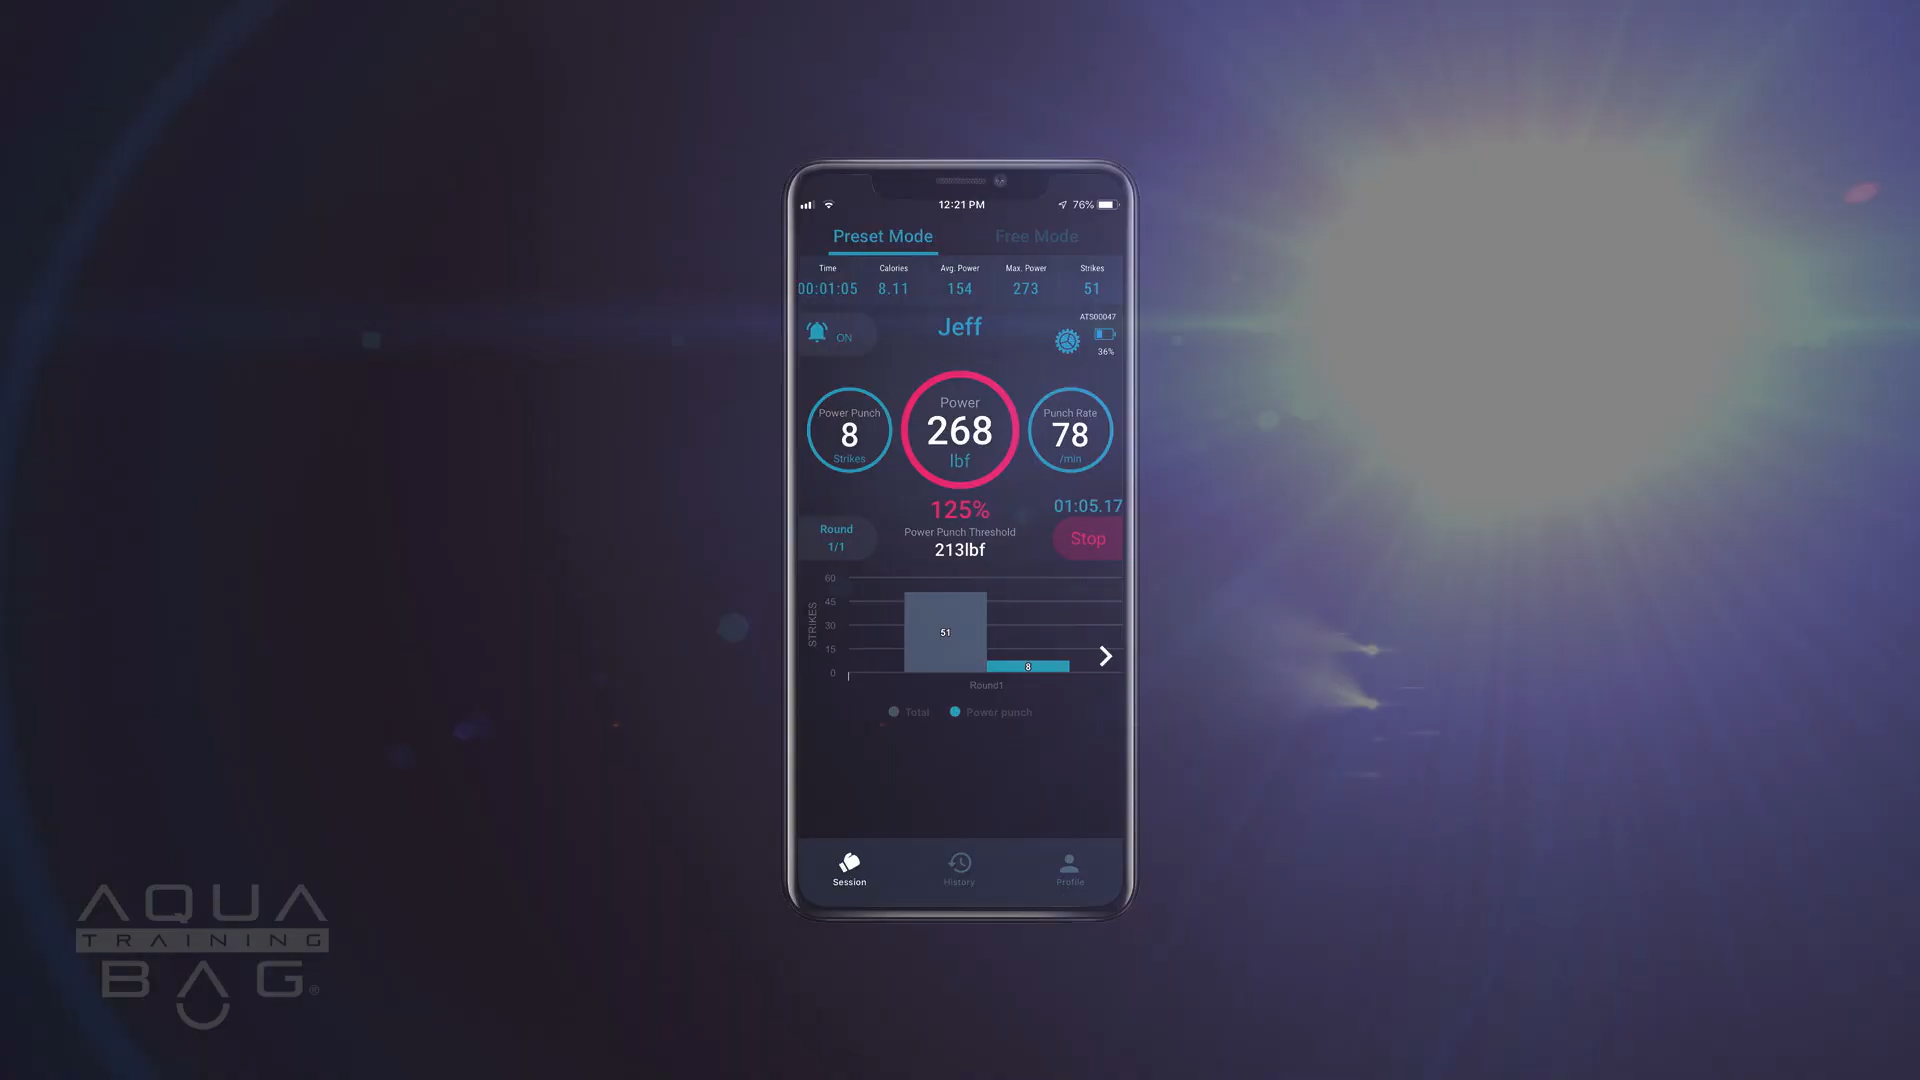 12:21 PM
76%
Preset Mode
Free Mode
Time
Calories
Avg. Power
Max. Power
Strikes
00:01:05
8.11
154
273
51
ON
Jeff
ATS00047
36%
Power Punch
8
Strikes
Power
268
lbf
Punch Rate
78
/min
125%
Power Punch Threshold
213lbf
01:05.17
Round
1/1
Stop
STRIKES
60
45
30
15
0
51
8
Round1
Total
Power punch
Session
History
Profile
AQUA
TRAINING
BAG®